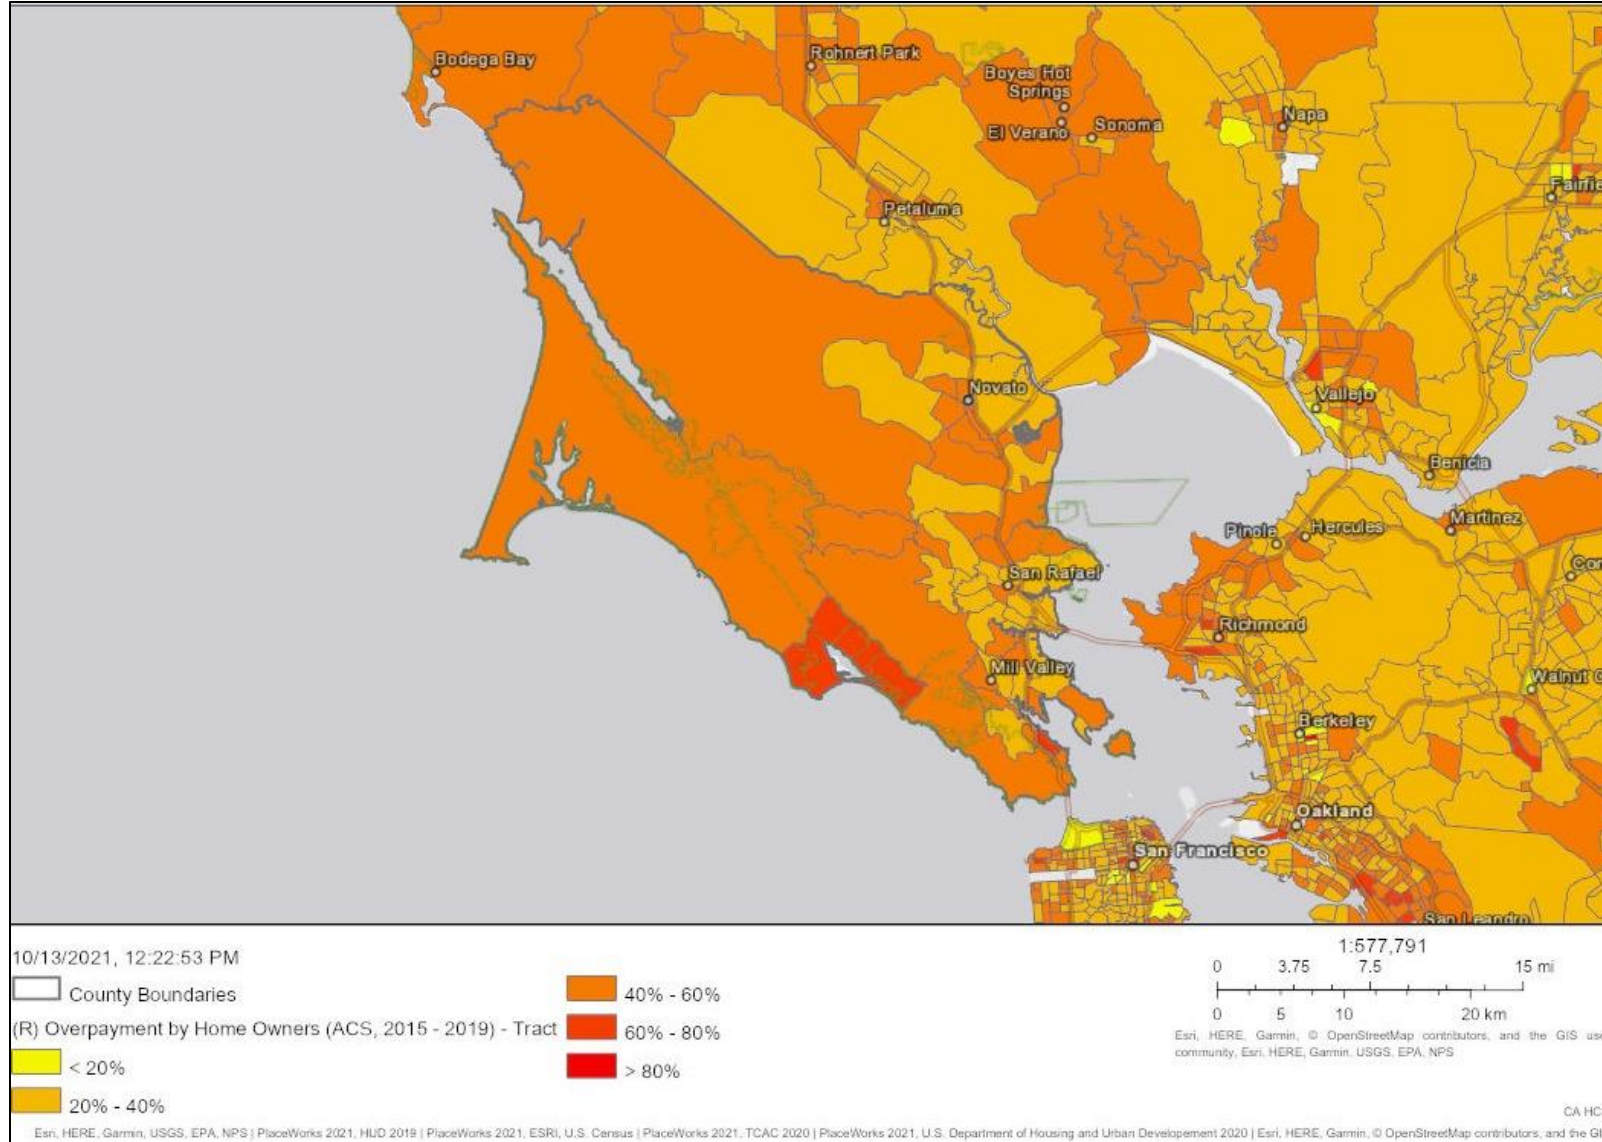 Bodega Bay
Rohnert Park
Boyes Hot
Springs
El Verano
Sonoma
Napa
Petaluma
Novato
Vallejo
Benicia
Pinole
Hercules
Martinez
San Rafael
Richmond
Mill Valley
Berkeley
Oakland
San Francisco
San Leandro
10/13/2021, 12:22:53 PM
County Boundaries
(R) Overpayment by Home Owners (ACS, 2015 - 2019) - Tract
< 20%
20% - 40%
40% - 60%
60% - 80%
> 80%
1:577,791
0 3.75 7.5 15 mi
0 5 10 20 km
Esri, HERE, Garmin, © OpenStreetMap contributors, and the GIS use
community, Esri, HERE, Garmin, USGS, EPA, NPS
CA HC
Esri, HERE, Garmin, USGS, EPA, NPS | PlaceWorks 2021, HUD 2019 | PlaceWorks 2021, ESRI, U.S. Census | PlaceWorks 2021, TCAC 2020 | PlaceWorks 2021, U.S. Department of Housing and Urban Developement 2020 | Esri, HERE, Garmin, © OpenStreetMap contributors, and the GI